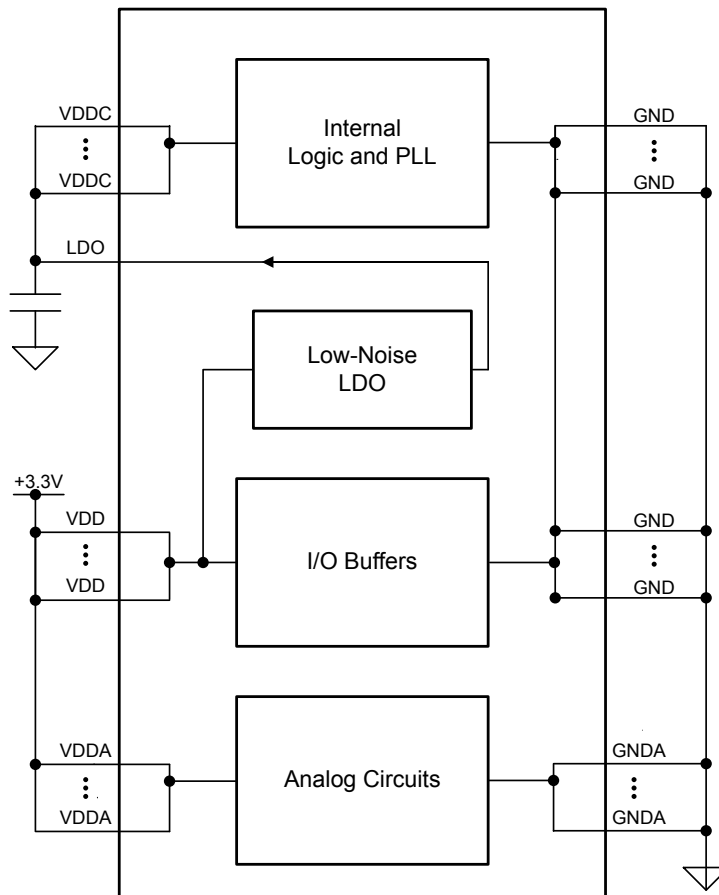 VDDC
VDDC
Internal
Logic and PLL
GND
GND
LDO
Low-Noise
LDO
+3.3V
VDD
VDD
I/O Buffers
GND
GND
VDDA
VDDA
Analog Circuits
GNDA
GNDA